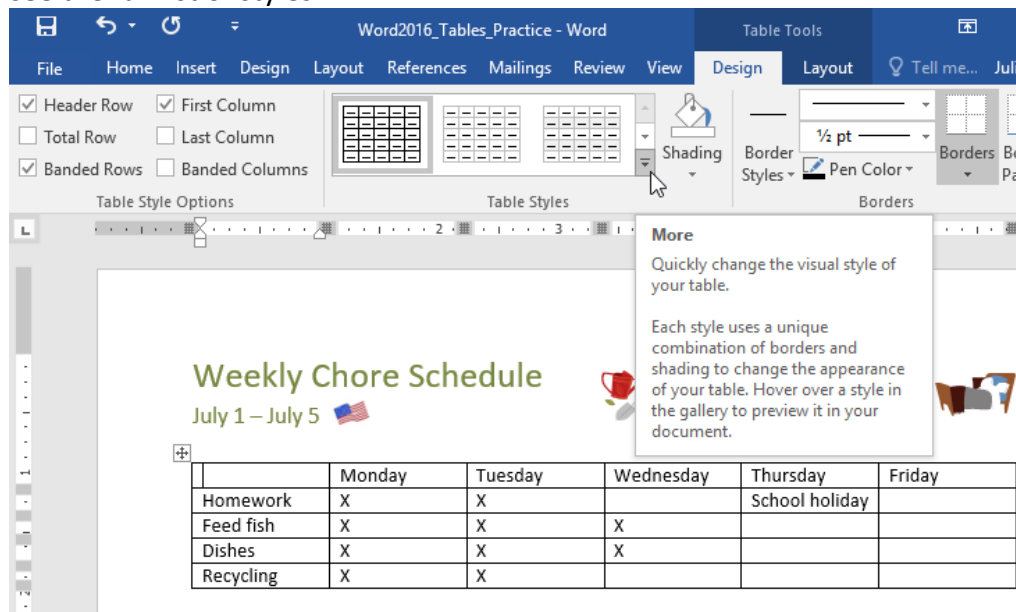 Word2016_Tables_Practice - Word
Table Tools
File Home Insert Design Layout References Mailings Review View Design Layout Tell me...
Header Row First Column
Total Row Last Column
Banded Rows Banded Columns
Shading
Border Styles
½ pt
Pen Color
Borders
Table Style Options
Table Styles
Borders
L
2 3
More
Quickly change the visual style of
your table.
Each style uses a unique
combination of borders and
shading to change the appearance
of your table. Hover over a style in
the gallery to preview it in your
document.
Weekly Chore Schedule
July 1 – July 5
Monday Tuesday Wednesday Thursday Friday
Homework X X School holiday
Feed fish X X X
Dishes X X X
Recycling X X
1
2